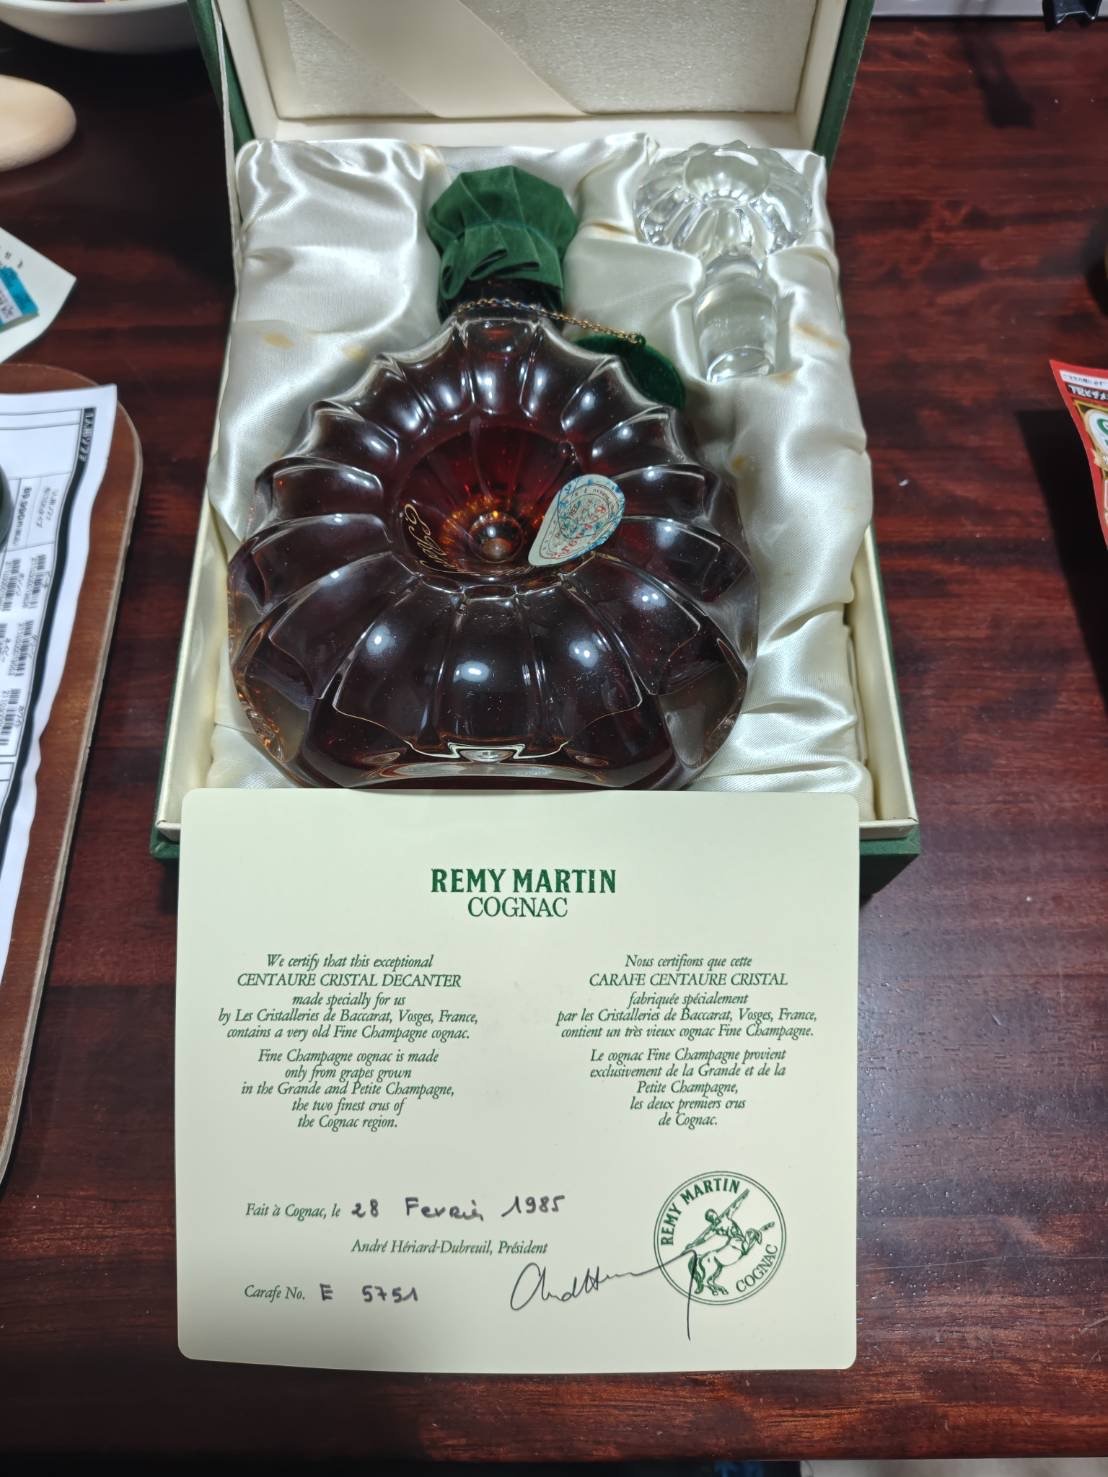 REMY MARTIN
COGNAC
We certify that this exceptional
CENTAURE CRISTAL DECANTER
made specially for us
by Les Cristalleries de Baccarat, Vosges, France,
contains a very old Fine Champagne cognac.
Fine Champagne cognac is made
only from grapes grown
in the Grande and Petite Champagne,
the two finest crus of
the Cognac region.
Nous certifions que cette
CARAFE CENTAURE CRISTAL
fabriquée spécialement
par les Cristalleries de Baccarat, Vosges, France,
contient un très vieux cognac Fine Champagne.
Le cognac Fine Champagne provient
exclusivement de la Grande et de la
Petite Champagne,
les deux premiers crus
de Cognac.
Fait à Cognac, le 28 Fevrier 1985
André Hériard-Dubreuil, Président
Carafe No. E 5751
REMY MARTIN
COGNAC